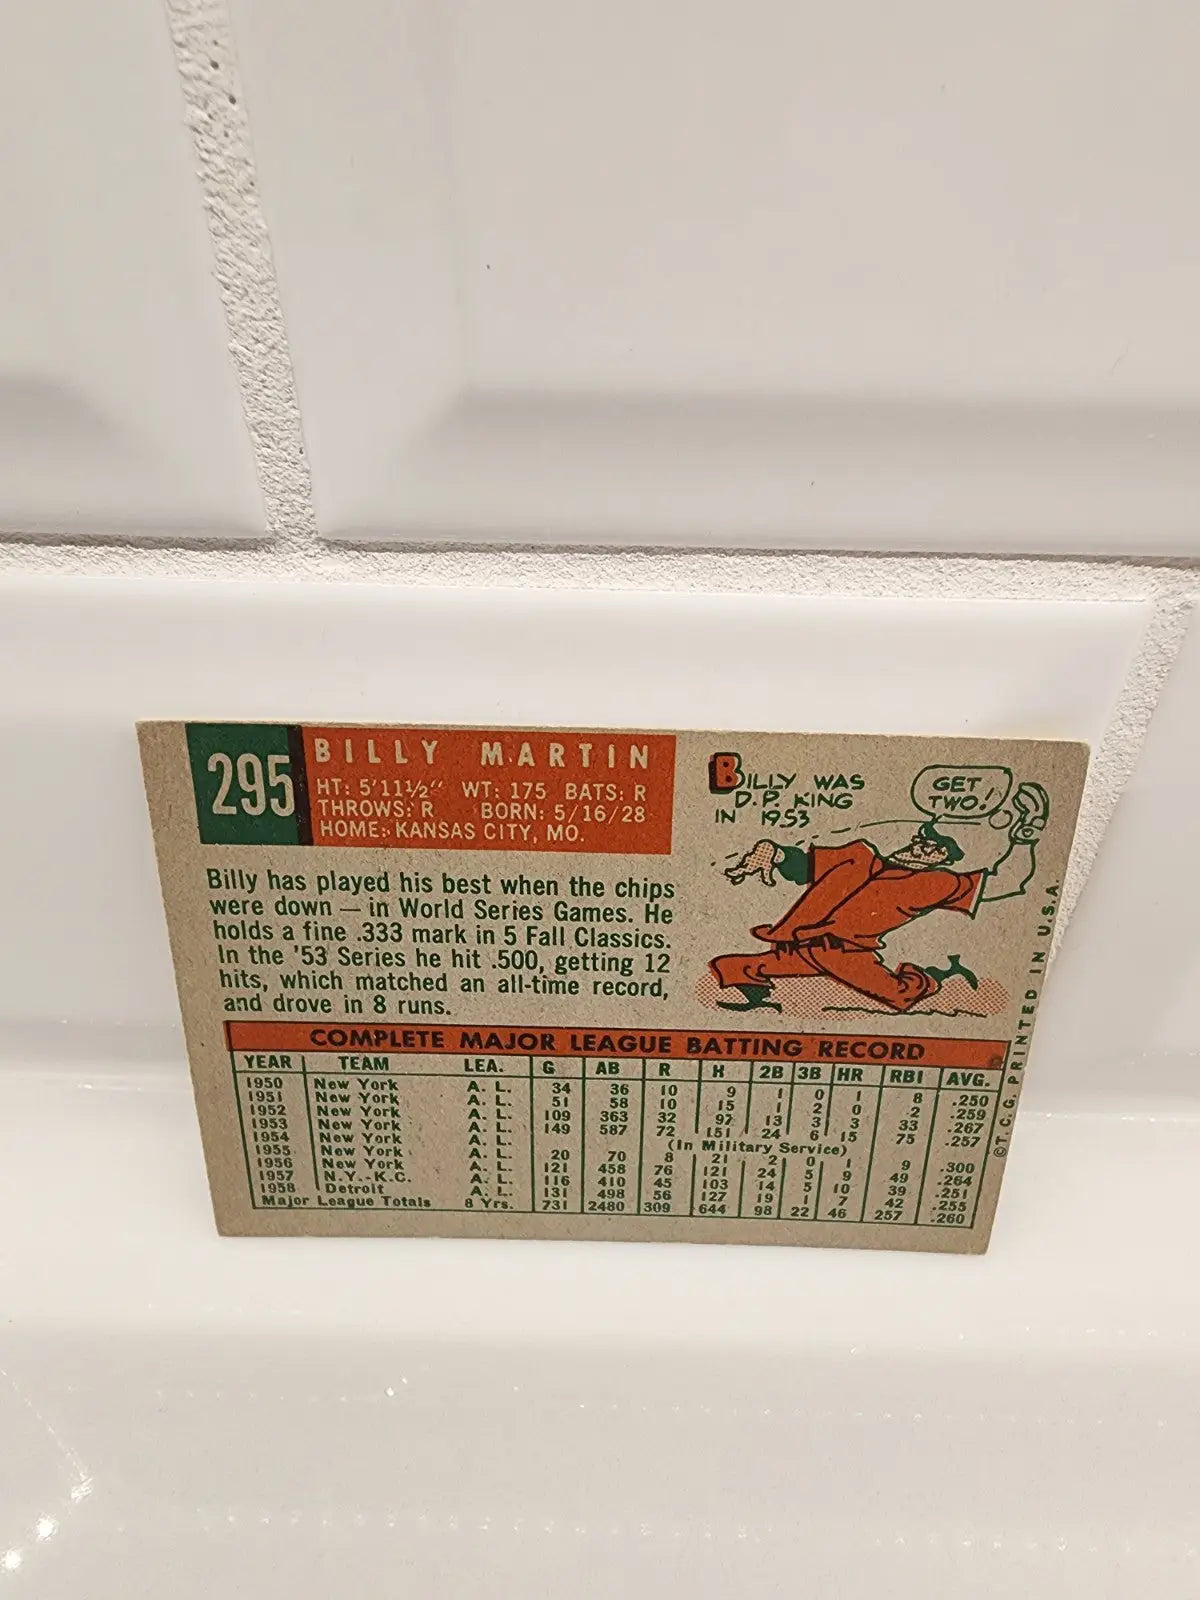 295
BILLY MARTIN
HT: 5'11½" WT: 175 BATS: R
THROWS: R BORN: 5/16/28
HOME: KANSAS CITY, MO.
BILLY WAS
D.P. KING
IN 1953
GET
TWO!
Billy has played his best when the chips
were down — in World Series Games. He
holds a fine .333 mark in 5 Fall Classics.
In the '53 Series he hit .500, getting 12
hits, which matched an all-time record,
and drove in 8 runs.
COMPLETE MAJOR LEAGUE BATTING RECORD
YEAR TEAM LEA. G AB R H 2B 3B HR RBI AVG.
1950 New York A. L. 34 36 10 9 1 0 1 8 .250
1951 New York A. L. 51 58 10 15 1 2 0 2 .259
1952 New York A. L. 109 363 32 97 13 3 3 33 .267
1953 New York A. L. 149 587 72 151 24 6 15 75 .257
1954 New York A. L. (In Military Service)
1955 New York A. L. 20 70 8 21 2 0 1 9 .300
1956 New York A. L. 121 458 76 121 24 5 9 49 .264
1957 N.Y.-K.C. A. L. 116 410 45 103 14 5 10 39 .251
1958 Detroit A. L. 131 498 56 127 19 1 7 42 .255
Major League Totals 8 Yrs. 731 2480 309 644 98 22 46 257 .260
©T.C.G. PRINTED IN U.S.A.